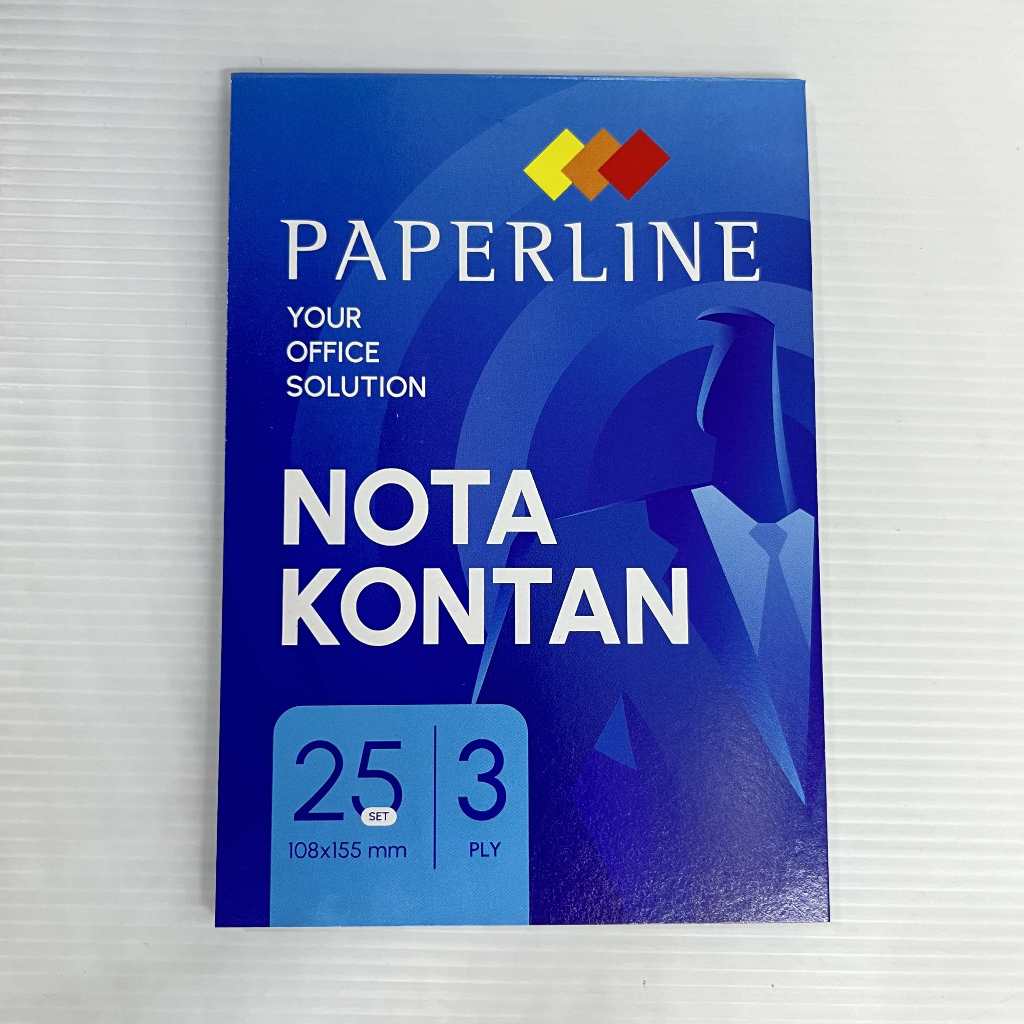 PAPERLINE
YOUR
OFFICE
SOLUTION
NOTA
KONTAN
25
SET
108x155 mm
3
PLY